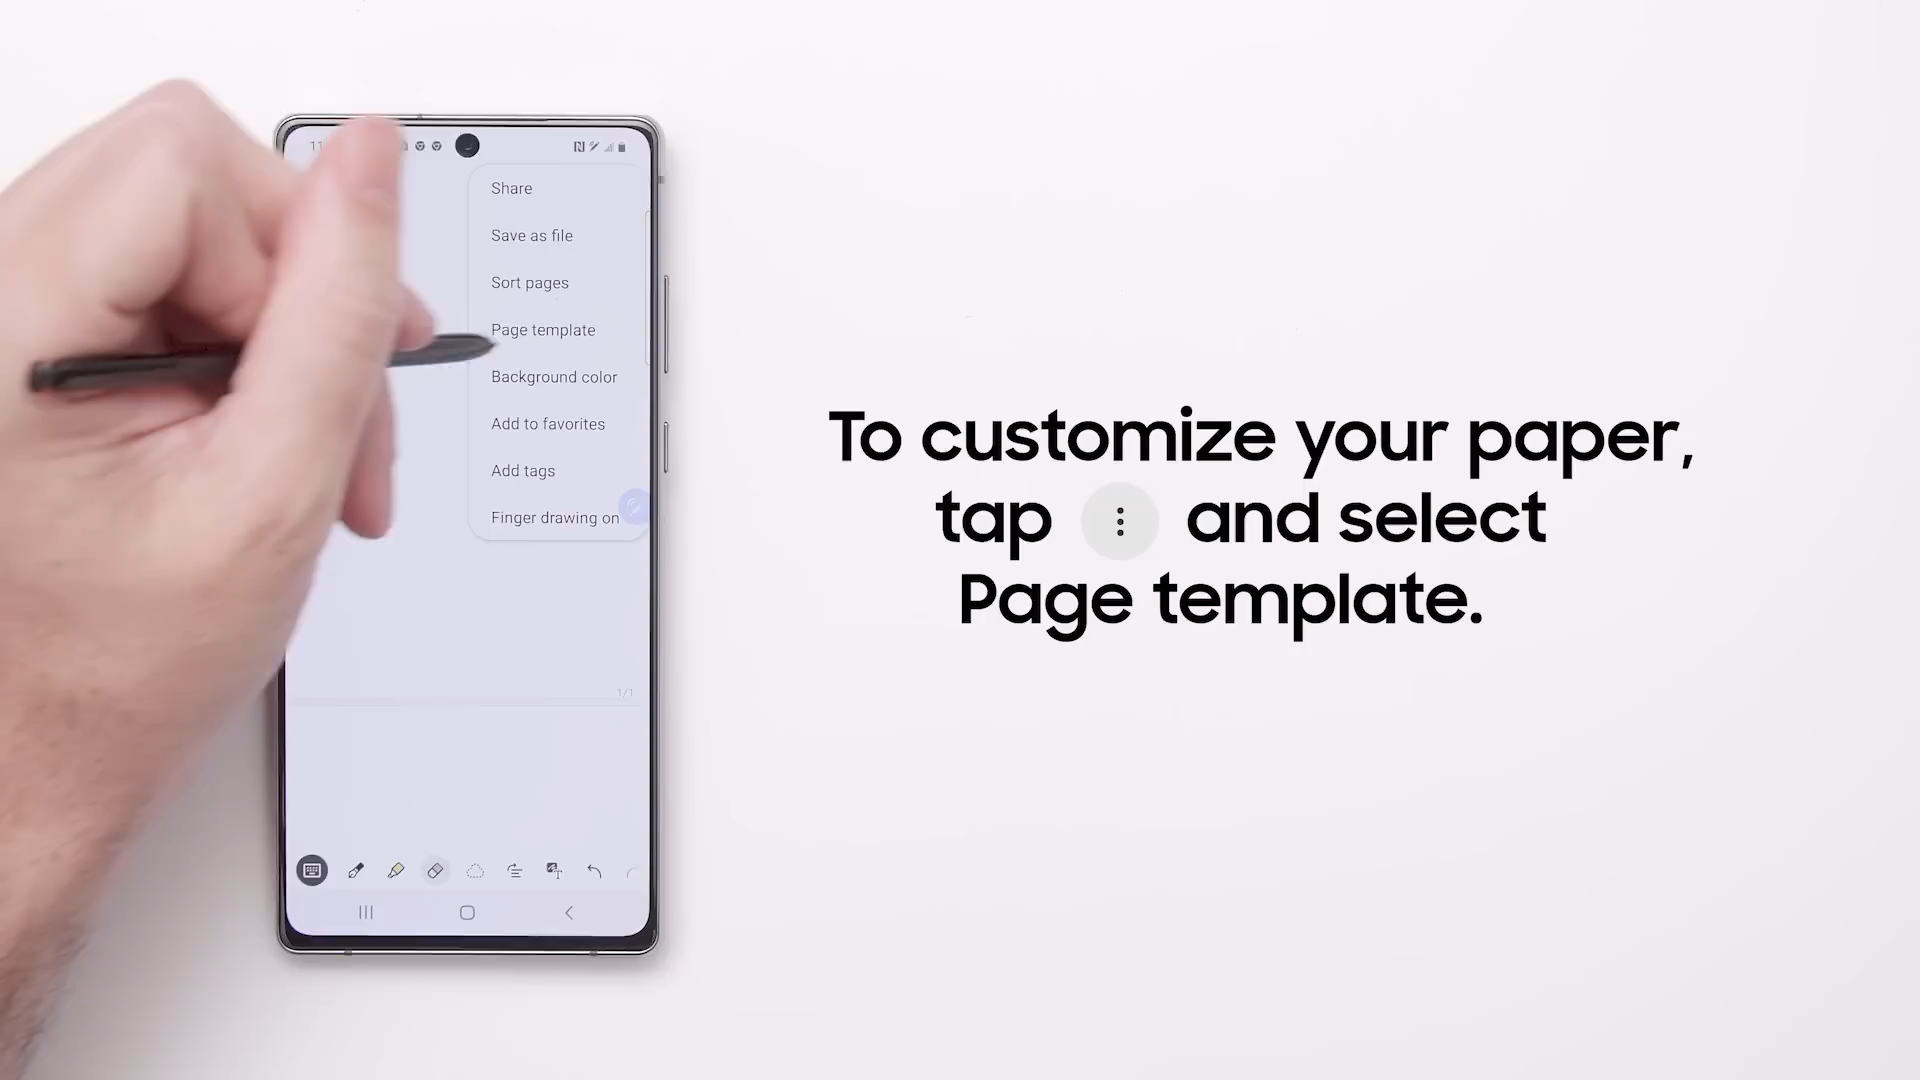 Share
Save as file
Sort pages
Page template
Background color
Add to favorites
Add tags
Finger drawing on
1/1
To customize your paper,
tap and select
Page template.